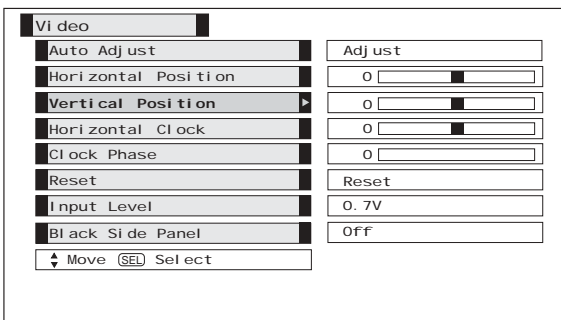 Video
Auto Adjust Adjust
Horizontal Position 0
Vertical Position 0
Horizontal Clock 0
Clock Phase 0
Reset Reset
Input Level 0.7V
Black Side Panel Off
Move SEL Select